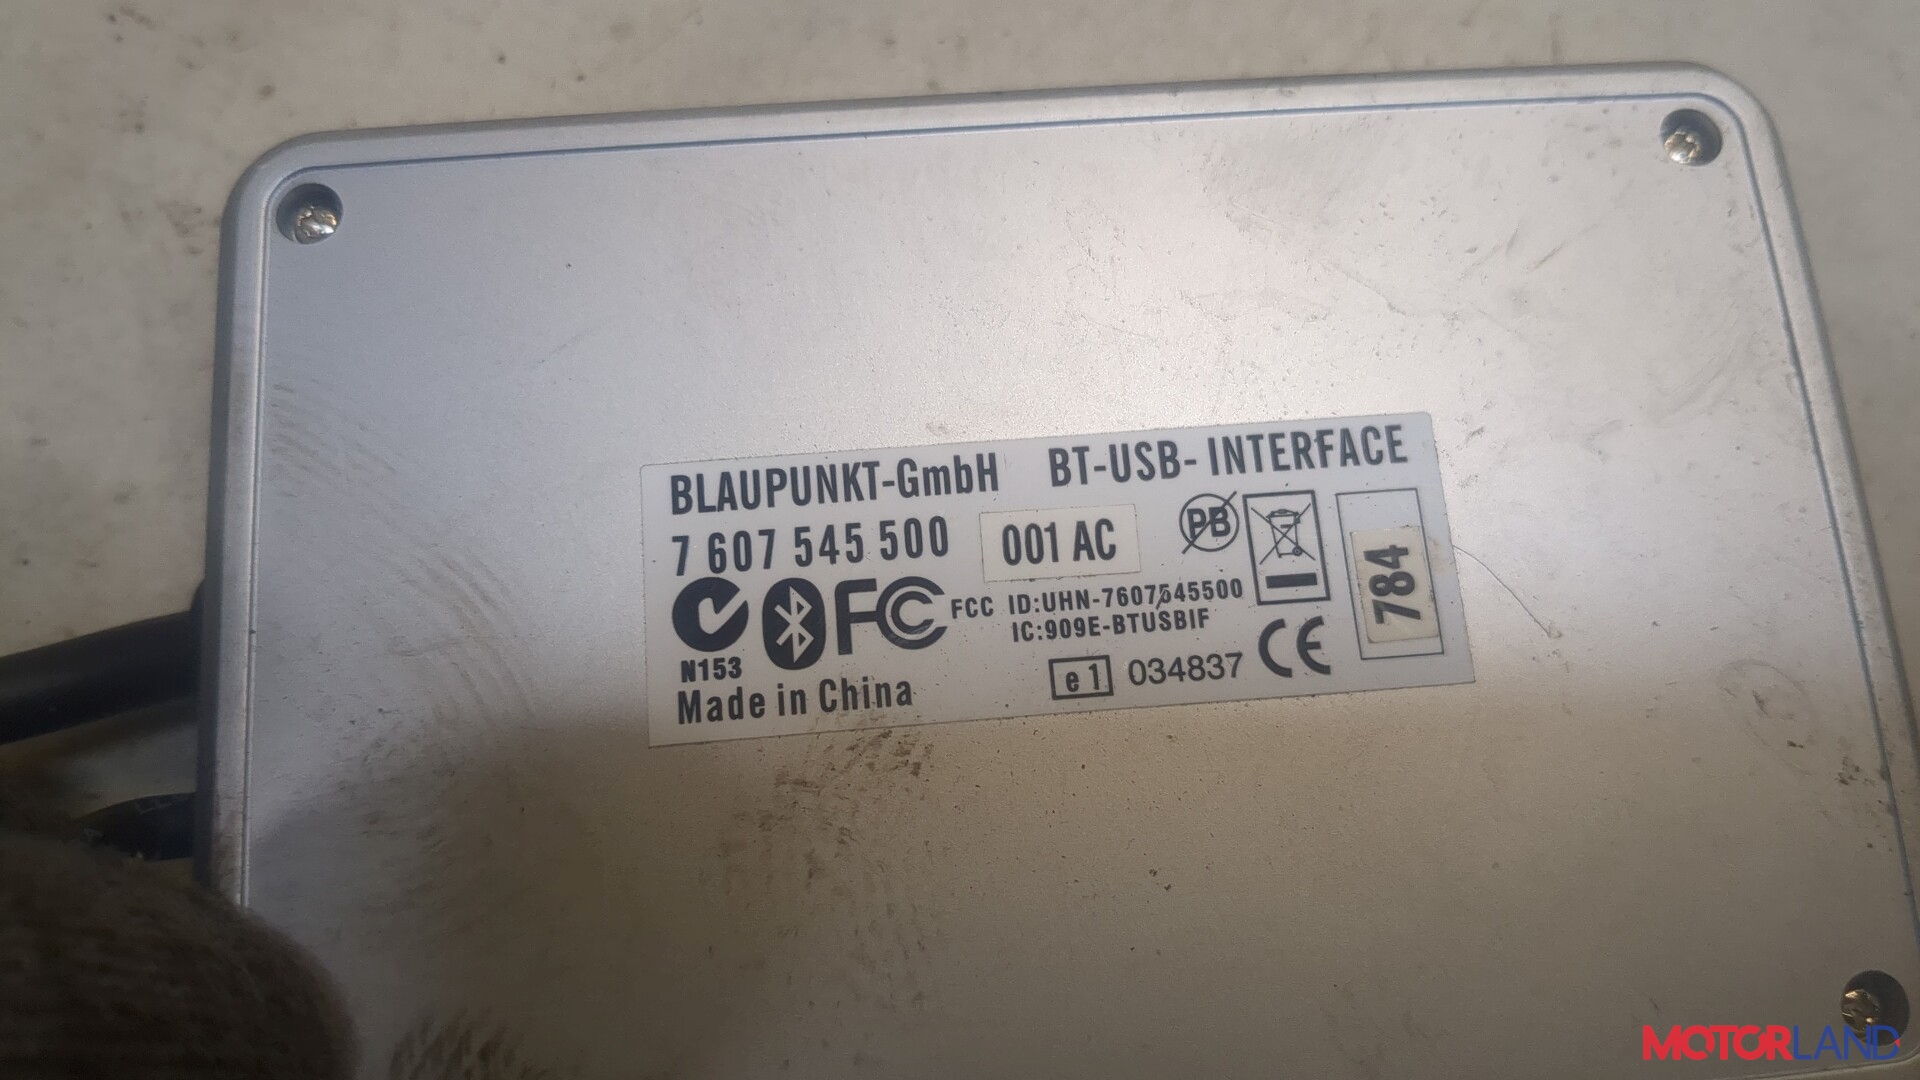 BLAUPUNKT-GmbH BT-USB- INTERFACE
7 607 545 500 001 AC PB
784
FC FCC ID:UHN-7607545500
IC:909E-BTUSBIF
N153 e1 034837 CE
Made in China
MOTORLAND